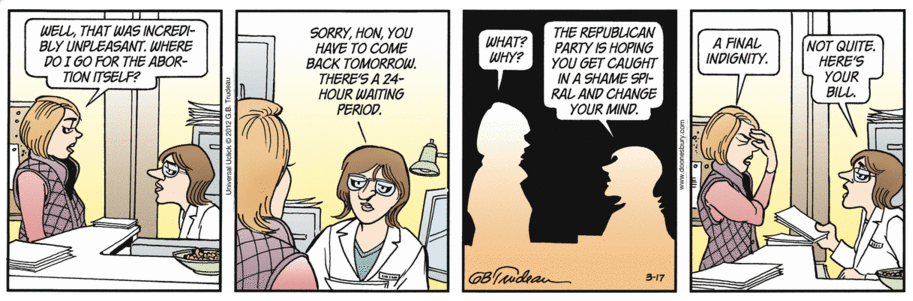 WELL, THAT WAS INCREDI-
BLY UNPLEASANT. WHERE
DO I GO FOR THE ABOR-
TION ITSELF?
Universal Uclick © 2012 G.B. Trudeau
SORRY, HON, YOU
HAVE TO COME
BACK TOMORROW.
THERE'S A 24-
HOUR WAITING
PERIOD.
WHAT?
WHY?
THE REPUBLICAN
PARTY IS HOPING
YOU GET CAUGHT
IN A SHAME SPI-
RAL AND CHANGE
YOUR MIND.
GBTrudeau
3-17
www.doonesbury.com
A FINAL
INDIGNITY.
NOT QUITE.
HERE'S
YOUR
BILL.